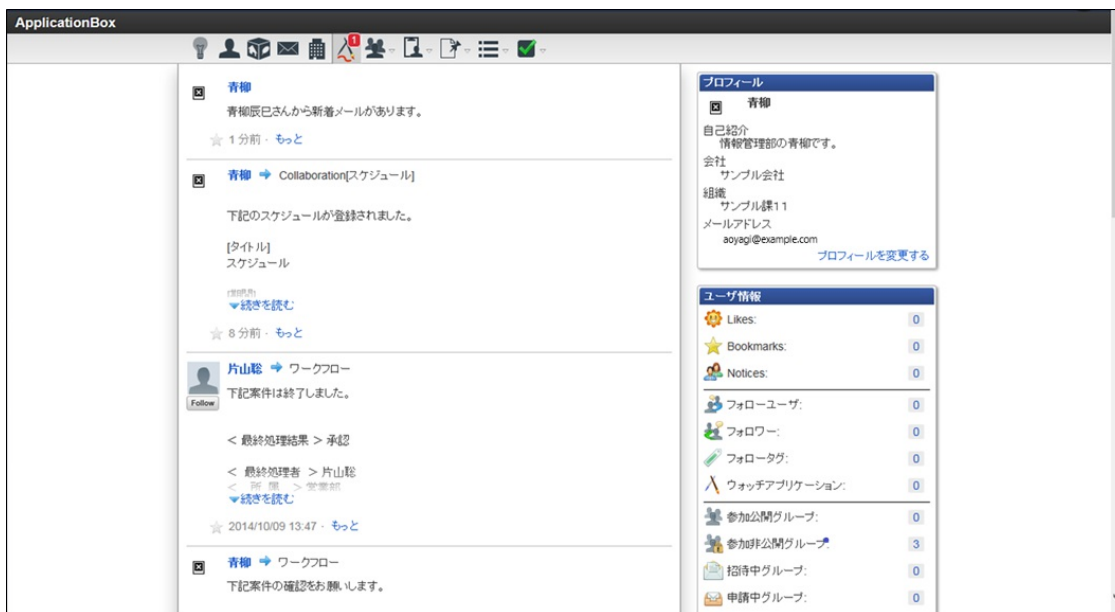 ApplicationBox
1
青柳
青柳辰巳さんから新着メールがあります。
1 分前 · もっと
青柳 Collaboration[スケジュール]
下記のスケジュールが登録されました。
[タイトル]
スケジュール
続きを読む
8 分前 · もっと
片山聡 ワークフロー
Follow
下記案件は終了しました。
< 最終処理結果 > 承認
< 最終処理者 > 片山聡
< 所 属 > 営業部
続きを読む
2014/10/09 13:47 · もっと
青柳 ワークフロー
下記案件の確認をお願いします。
プロフィール
青柳
自己紹介
情報管理部の青柳です。
会社
サンプル会社
組織
サンプル課11
メールアドレス
aoyagi@example.com
プロフィールを変更する
ユーザ情報
Likes: 0
Bookmarks: 0
Notices: 0
フォローユーザ: 0
フォロワー: 0
フォロータグ: 0
ウォッチアプリケーション: 0
参加公開グループ: 0
参加非公開グループ: 3
招待中グループ: 0
申請中グループ: 0